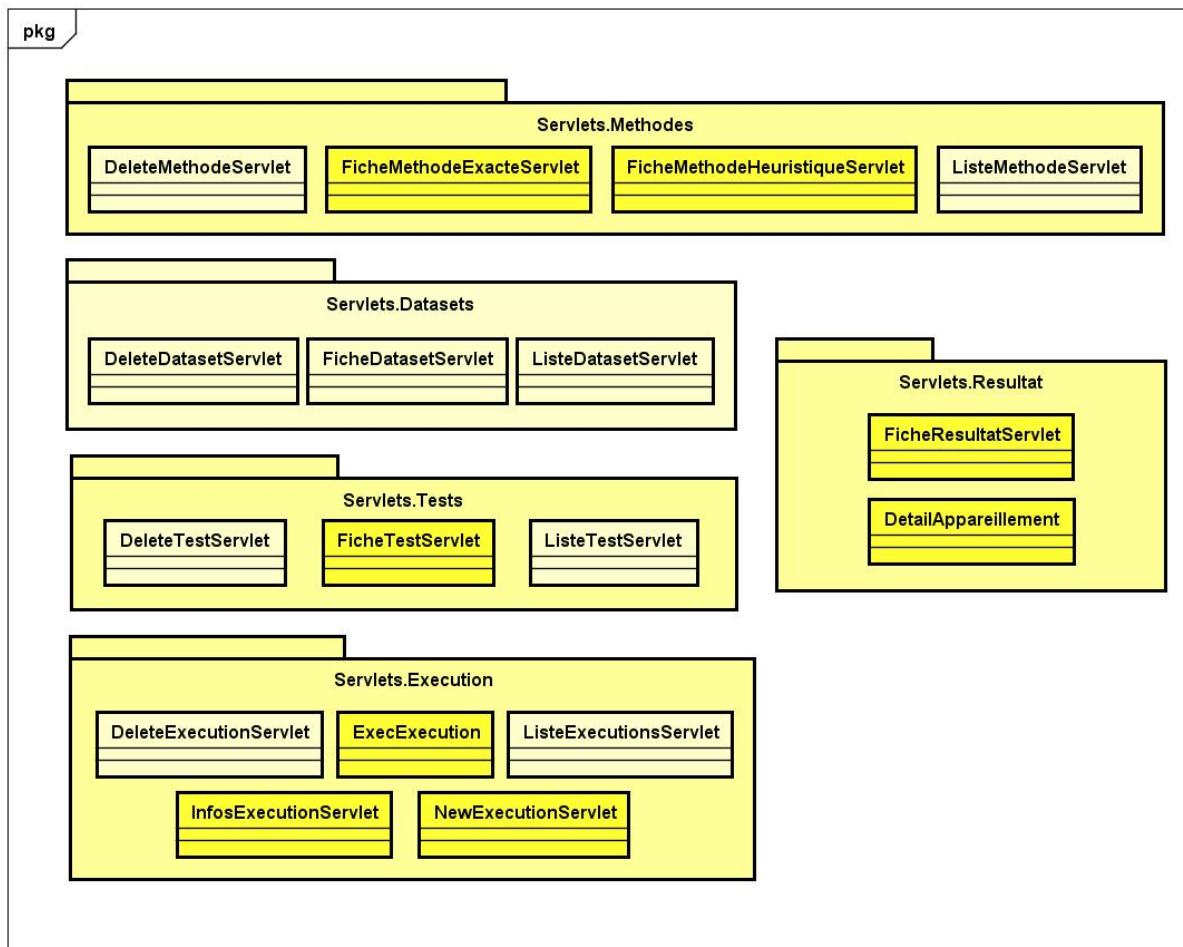 pkg
Servlets.Methodes
DeleteMethodeServlet
FicheMethodeExacteServlet
FicheMethodeHeuristiqueServlet
ListeMethodeServlet
Servlets.Datasets
DeleteDatasetServlet
FicheDatasetServlet
ListeDatasetServlet
Servlets.Resultat
FicheResultatServlet
DetailAppareillement
Servlets.Tests
DeleteTestServlet
FicheTestServlet
ListeTestServlet
Servlets.Execution
DeleteExecutionServlet
ExecExecution
ListeExecutionsServlet
InfosExecutionServlet
NewExecutionServlet